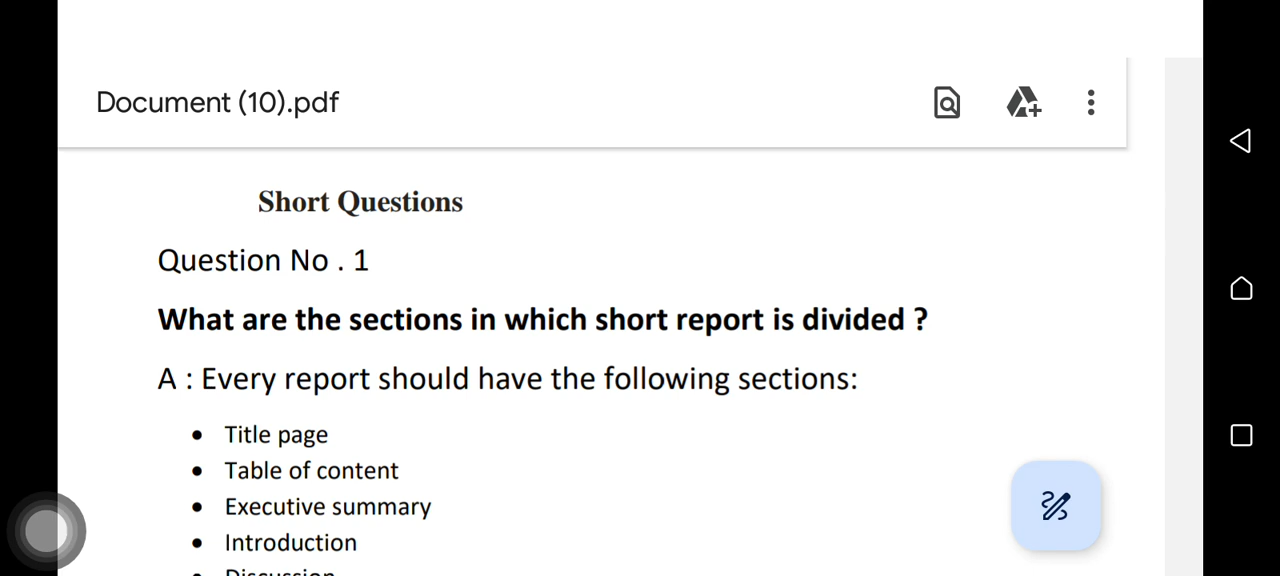 Document (10).pdf
Short Questions
Question No . 1
What are the sections in which short report is divided ?
A : Every report should have the following sections:
• Title page
• Table of content
• Executive summary
• Introduction
• Discussion